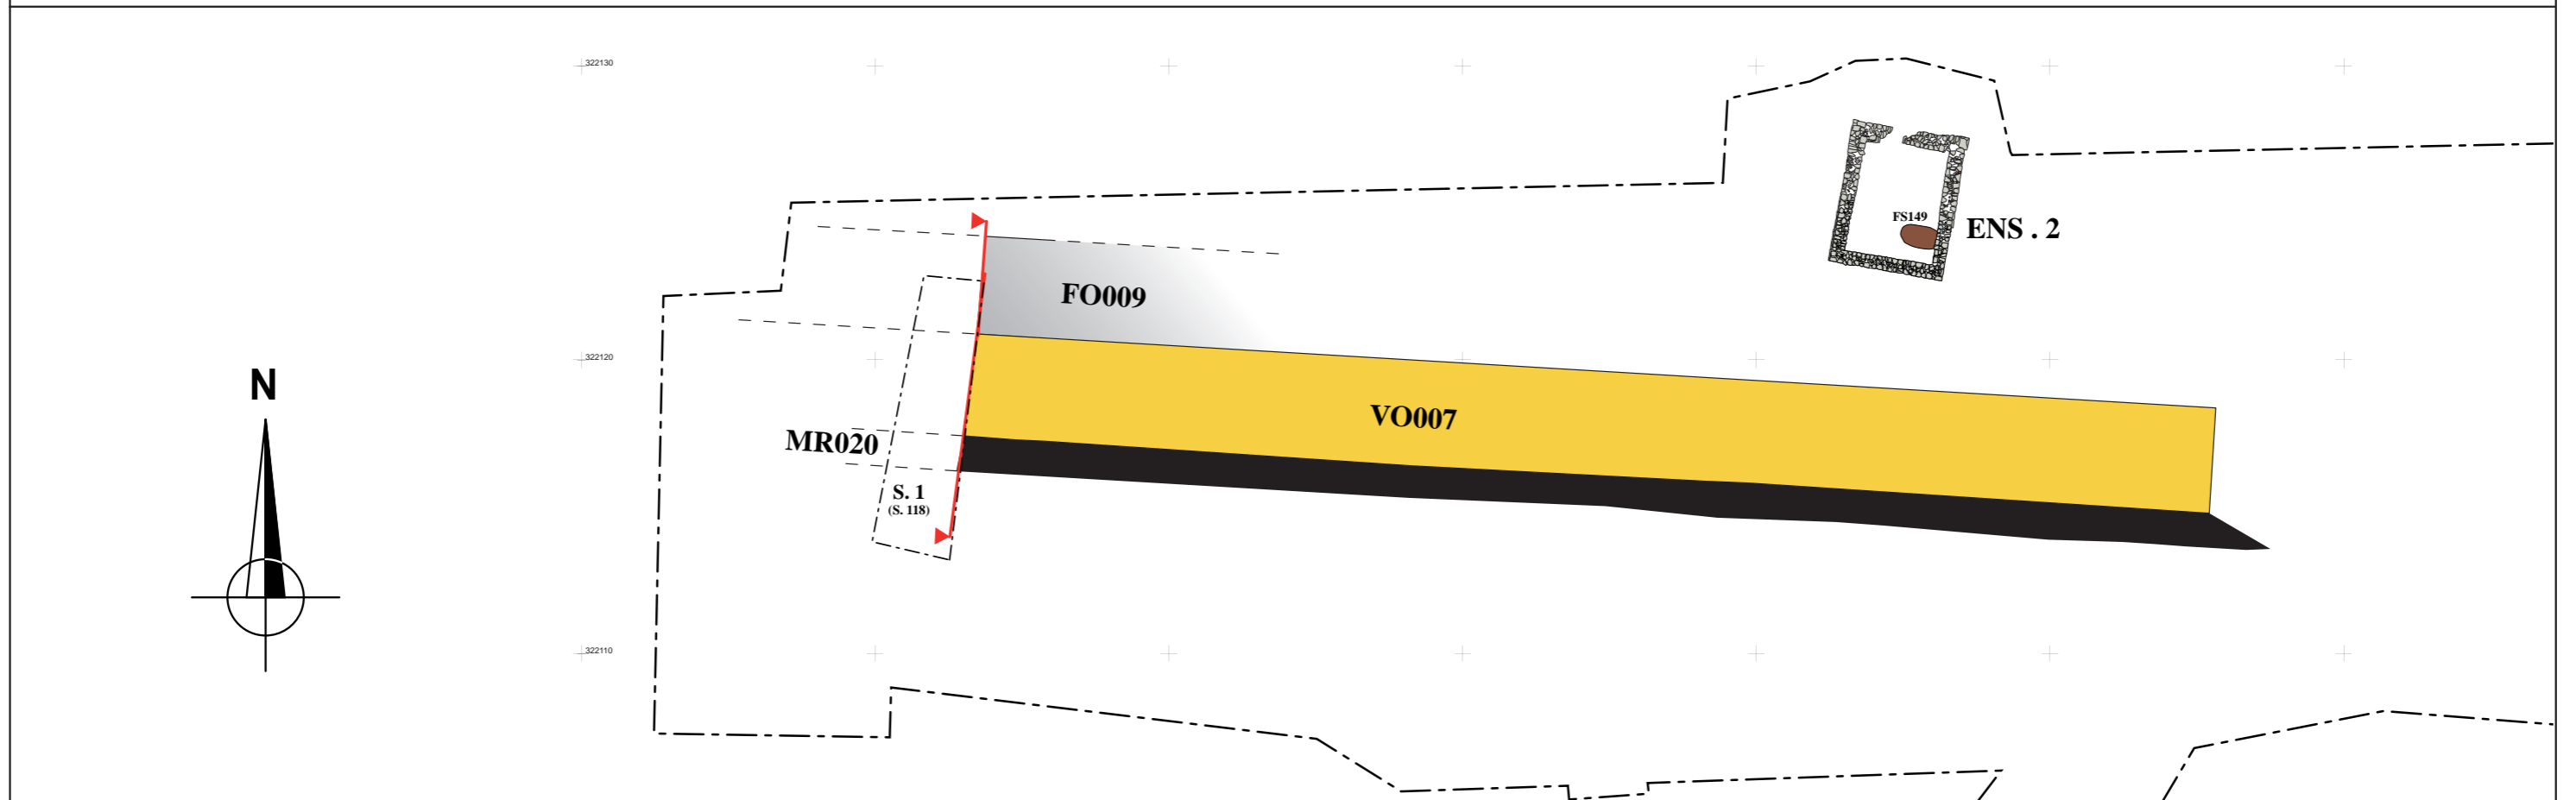 322130
FS149
ENS . 2
FO009
322120
N
VO007
MR020
S. 1
(S. 118)
322110